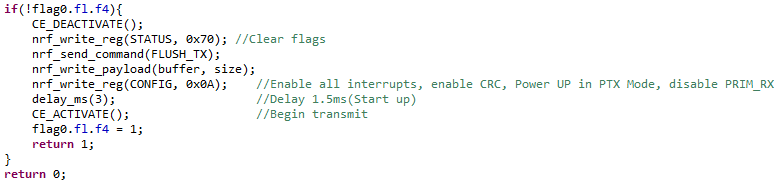 if(!flag0.fl.f4){
    CE_DEACTIVATE();
    nrf_write_reg(STATUS, 0x70); //Clear flags
    nrf_send_command(FLUSH_TX);
    nrf_write_payload(buffer, size);
    nrf_write_reg(CONFIG, 0x0A);    //Enable all interrupts, enable CRC, Power UP in PTX Mode, disable PRIM_RX
    delay_ms(3);                    //Delay 1.5ms(Start up)
    CE_ACTIVATE();                  //Begin transmit
    flag0.fl.f4 = 1;
    return 1;
}
return 0;